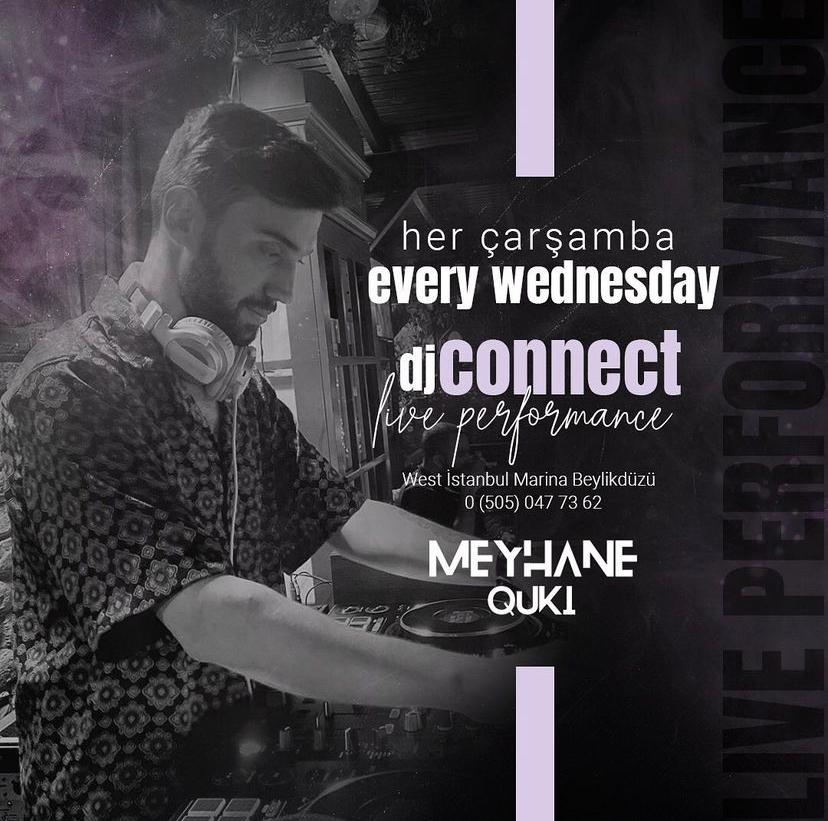 her çarşamba
every wednesday
djconnect
live performance
West İstanbul Marina Beylikdüzü
0 (505) 047 73 62
MEYHANE
QUKI
LIVE PERFORMANCE